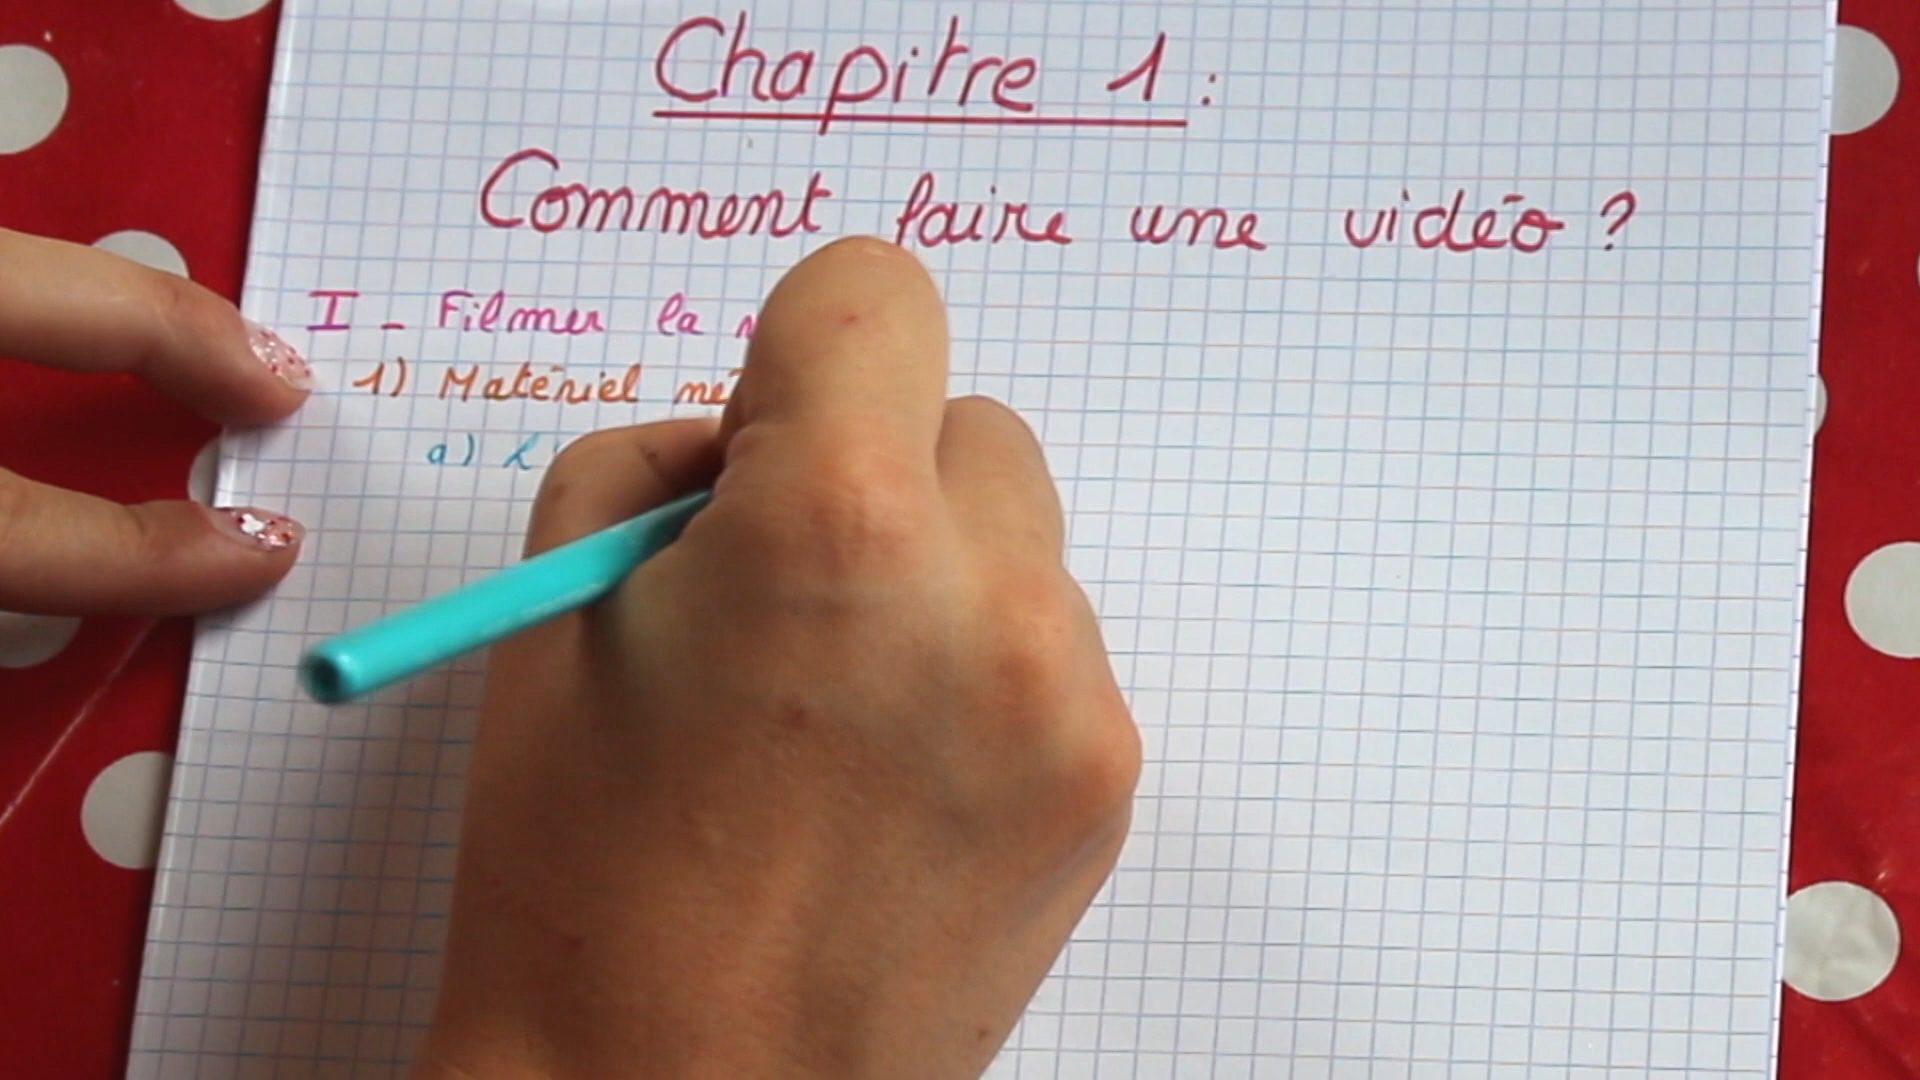 Chapitre 1 :
Comment faire une vidéo ?
I - Filmer la
1) Matériel
a) L'